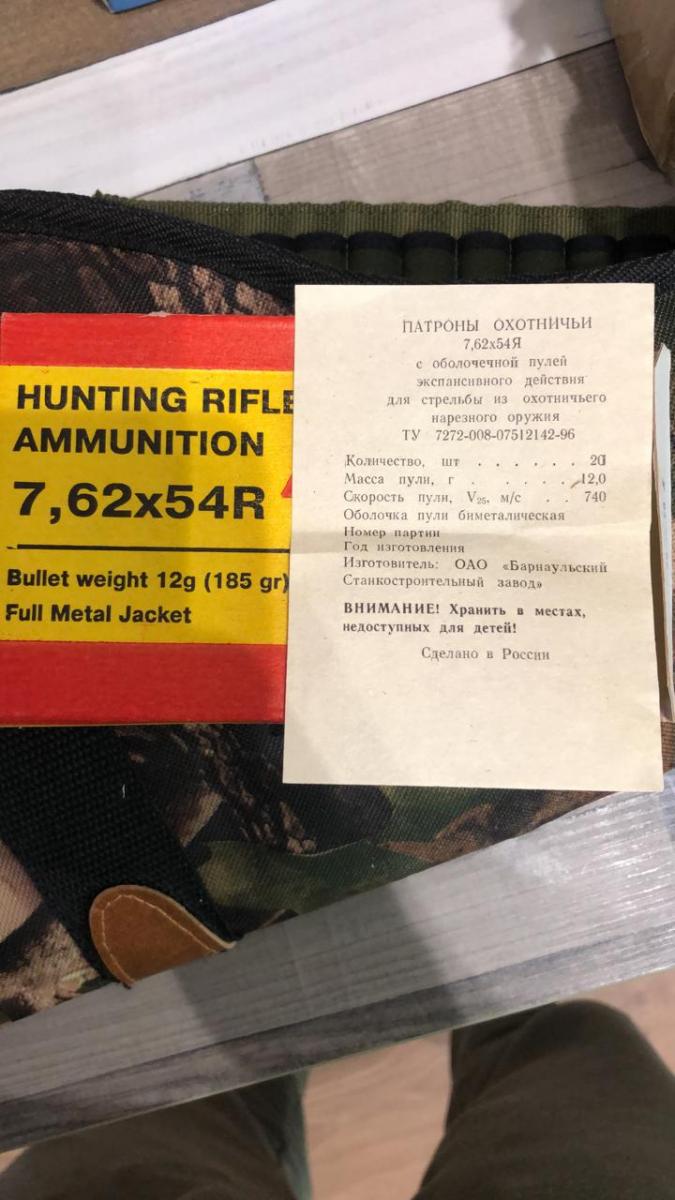 HUNTING RIFLE
AMMUNITION
7,62x54R
Bullet weight 12g (185 gr)
Full Metal Jacket
ПАТРОНЫ ОХОТНИЧЬИ
7,62х54Я
с оболочечной пулей
экспансивного действия
для стрельбы из охотничьего
нарезного оружия
ТУ 7272-008-07512142-96
Количество, шт . . . . . . 20
Масса пули, г . . . . . . 12,0
Скорость пули, V₂₅, м/с . . 740
Оболочка пули биметаллическая
Номер партии
Год изготовления
Изготовитель: ОАО «Барнаульский
Станкостроительный завод»
ВНИМАНИЕ! Хранить в местах,
недоступных для детей!
Сделано в России